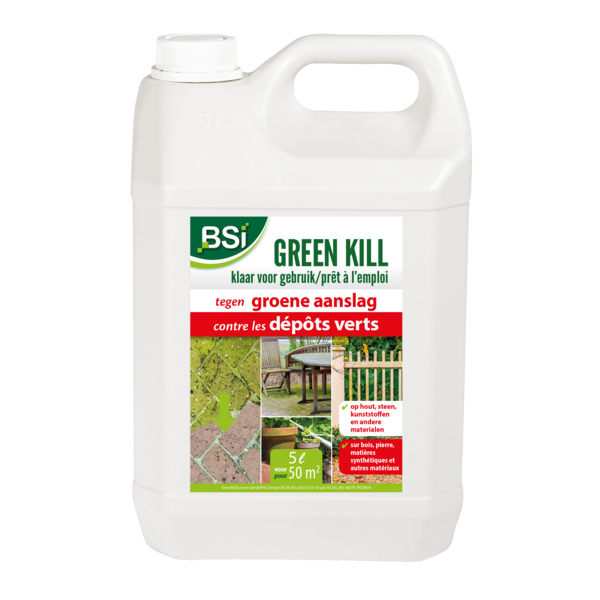 BSi
GREEN KILL
klaar voor gebruik/prêt à l'emploi
tegen groene aanslag
contre les dépôts verts
✓ op hout, steen,
kunststoffen
en andere
materialen
✓ sur bois, pierre,
matières
synthétiques et
autres matériaux
5ℓ
voor
pour 50 m²